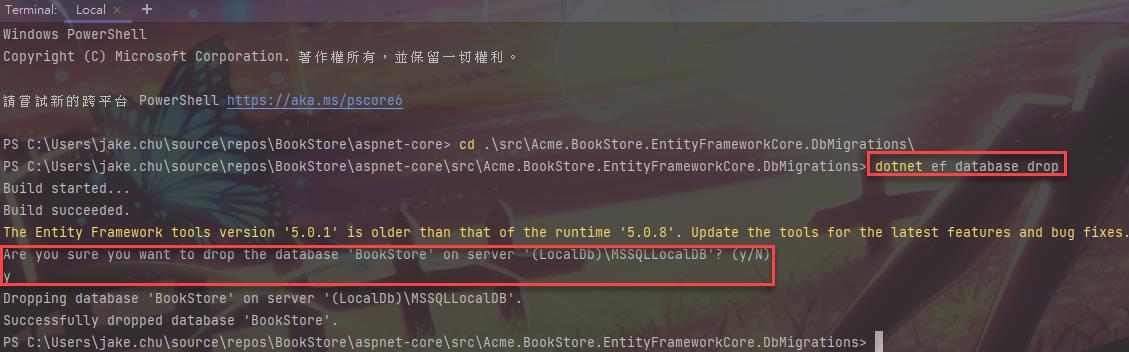 Terminal: Local × +
Windows PowerShell
Copyright (C) Microsoft Corporation. 著作權所有，並保留一切權利。
請嘗試新的跨平台 PowerShell https://aka.ms/pscore6
PS C:\Users\jake.chu\source\repos\BookStore\aspnet-core> cd .\src\Acme.BookStore.EntityFrameworkCore.DbMigrations\
PS C:\Users\jake.chu\source\repos\BookStore\aspnet-core\src\Acme.BookStore.EntityFrameworkCore.DbMigrations> dotnet ef database drop
Build started...
Build succeeded.
The Entity Framework tools version '5.0.1' is older than that of the runtime '5.0.8'. Update the tools for the latest features and bug fixes.
Are you sure you want to drop the database 'BookStore' on server '(LocalDb)\MSSQLLocalDB'? (y/N)
y
Dropping database 'BookStore' on server '(LocalDb)\MSSQLLocalDB'.
Successfully dropped database 'BookStore'.
PS C:\Users\jake.chu\source\repos\BookStore\aspnet-core\src\Acme.BookStore.EntityFrameworkCore.DbMigrations>